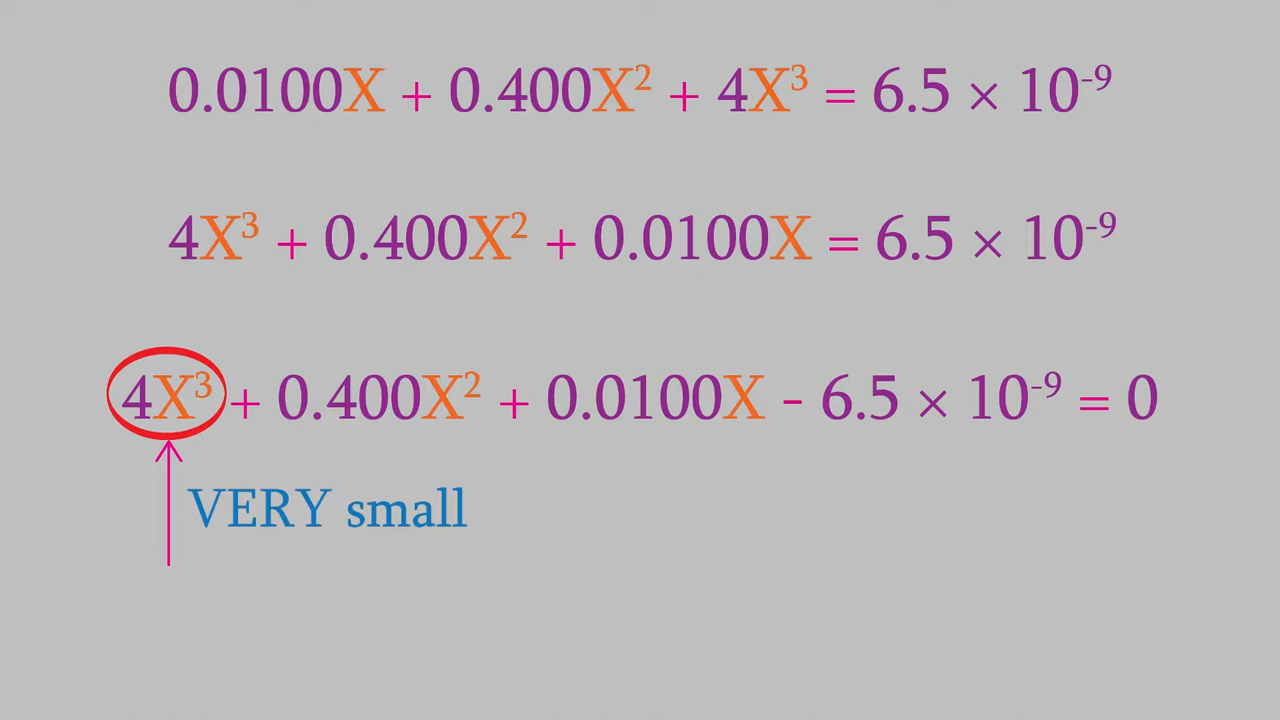 0.0100X + 0.400X² + 4X³ = 6.5 × 10⁻⁹
4X³ + 0.400X² + 0.0100X = 6.5 × 10⁻⁹
4X³ + 0.400X² + 0.0100X - 6.5 × 10⁻⁹ = 0
VERY small